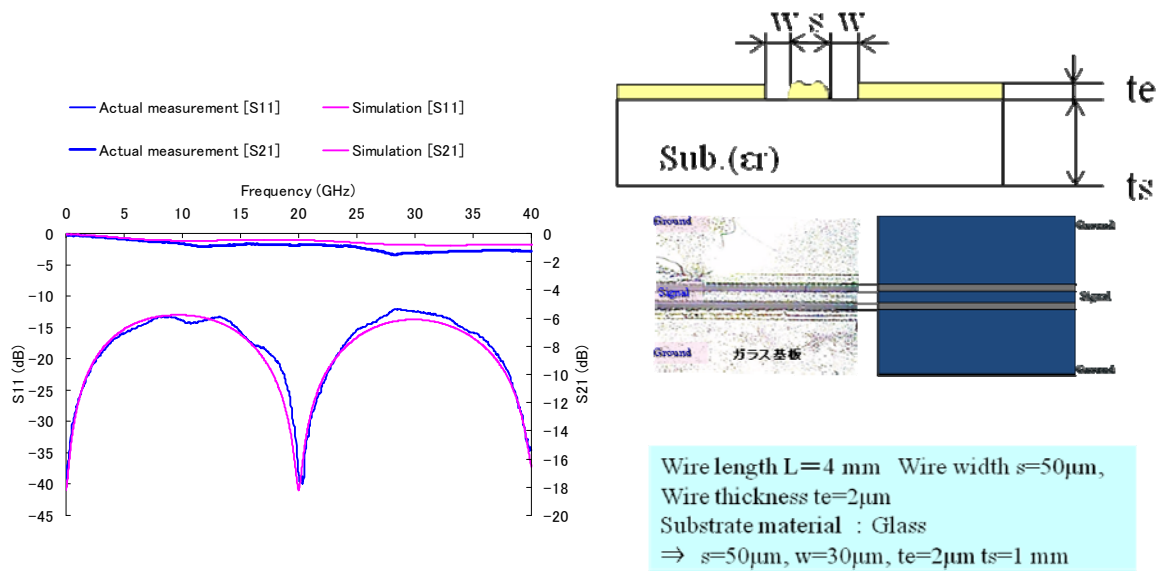 Actual measurement [S11]
Simulation [S11]
Actual measurement [S21]
Simulation [S21]
Frequency (GHz)
0 5 10 15 20 25 30 35 40
S11 (dB)
0
-5
-10
-15
-20
-25
-30
-35
-40
-45
S21 (dB)
0
-2
-4
-6
-8
-10
-12
-14
-16
-18
-20
w s w
te
Sub.(εr)
ts
Ground
Signal
Ground
ガラス基板
Ground
Signal
Ground
Wire length L=4 mm Wire width s=50μm,
Wire thickness te=2μm
Substrate material : Glass
⇒ s=50μm, w=30μm, te=2μm ts=1 mm